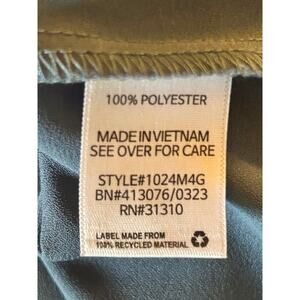 100% POLYESTER
MADE IN VIETNAM
SEE OVER FOR CARE
STYLE#1024M4G
BN#413076/0323
RN#31310
LABEL MADE FROM
100% RECYCLED MATERIAL